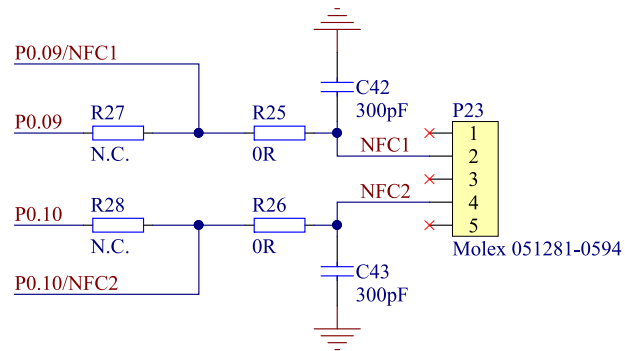 P0.09/NFC1
C42
300pF
R27
R25
P23
P0.09
N.C.
0R
NFC1
1
2
3
4
5
NFC2
R28
R26
P0.10
N.C.
0R
Molex 051281-0594
P0.10/NFC2
C43
300pF